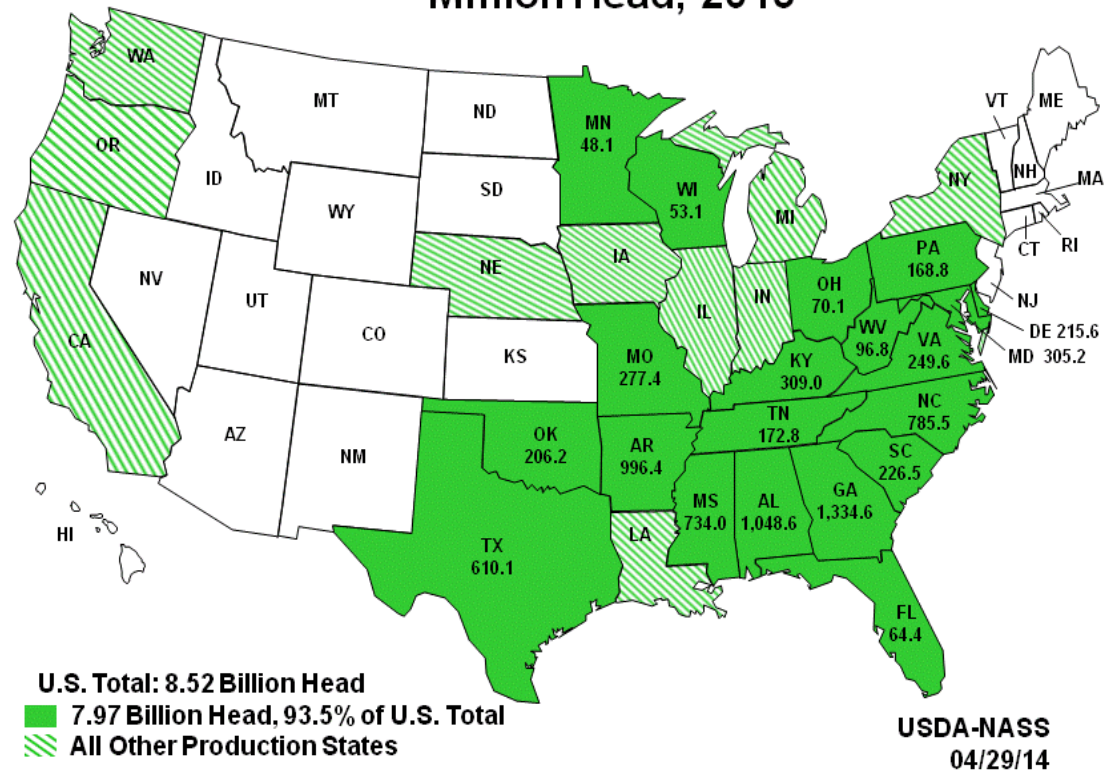 Million Head, 2013
WA
MT
ND
MN
48.1
VT
ME
OR
ID
SD
WI
53.1
MI
NY
NH
MA
WY
CT
RI
NV
NE
IA
PA
168.8
NJ
UT
CO
IL
IN
OH
70.1
DE 215.6
MD 305.2
CA
KS
MO
277.4
KY
309.0
WV
96.8
VA
249.6
AZ
NM
OK
206.2
AR
996.4
TN
172.8
NC
785.5
SC
226.5
MS
734.0
AL
1,048.6
GA
1,334.6
HI
TX
610.1
LA
FL
64.4
U.S. Total: 8.52 Billion Head
7.97 Billion Head, 93.5% of U.S. Total
All Other Production States
USDA-NASS
04/29/14